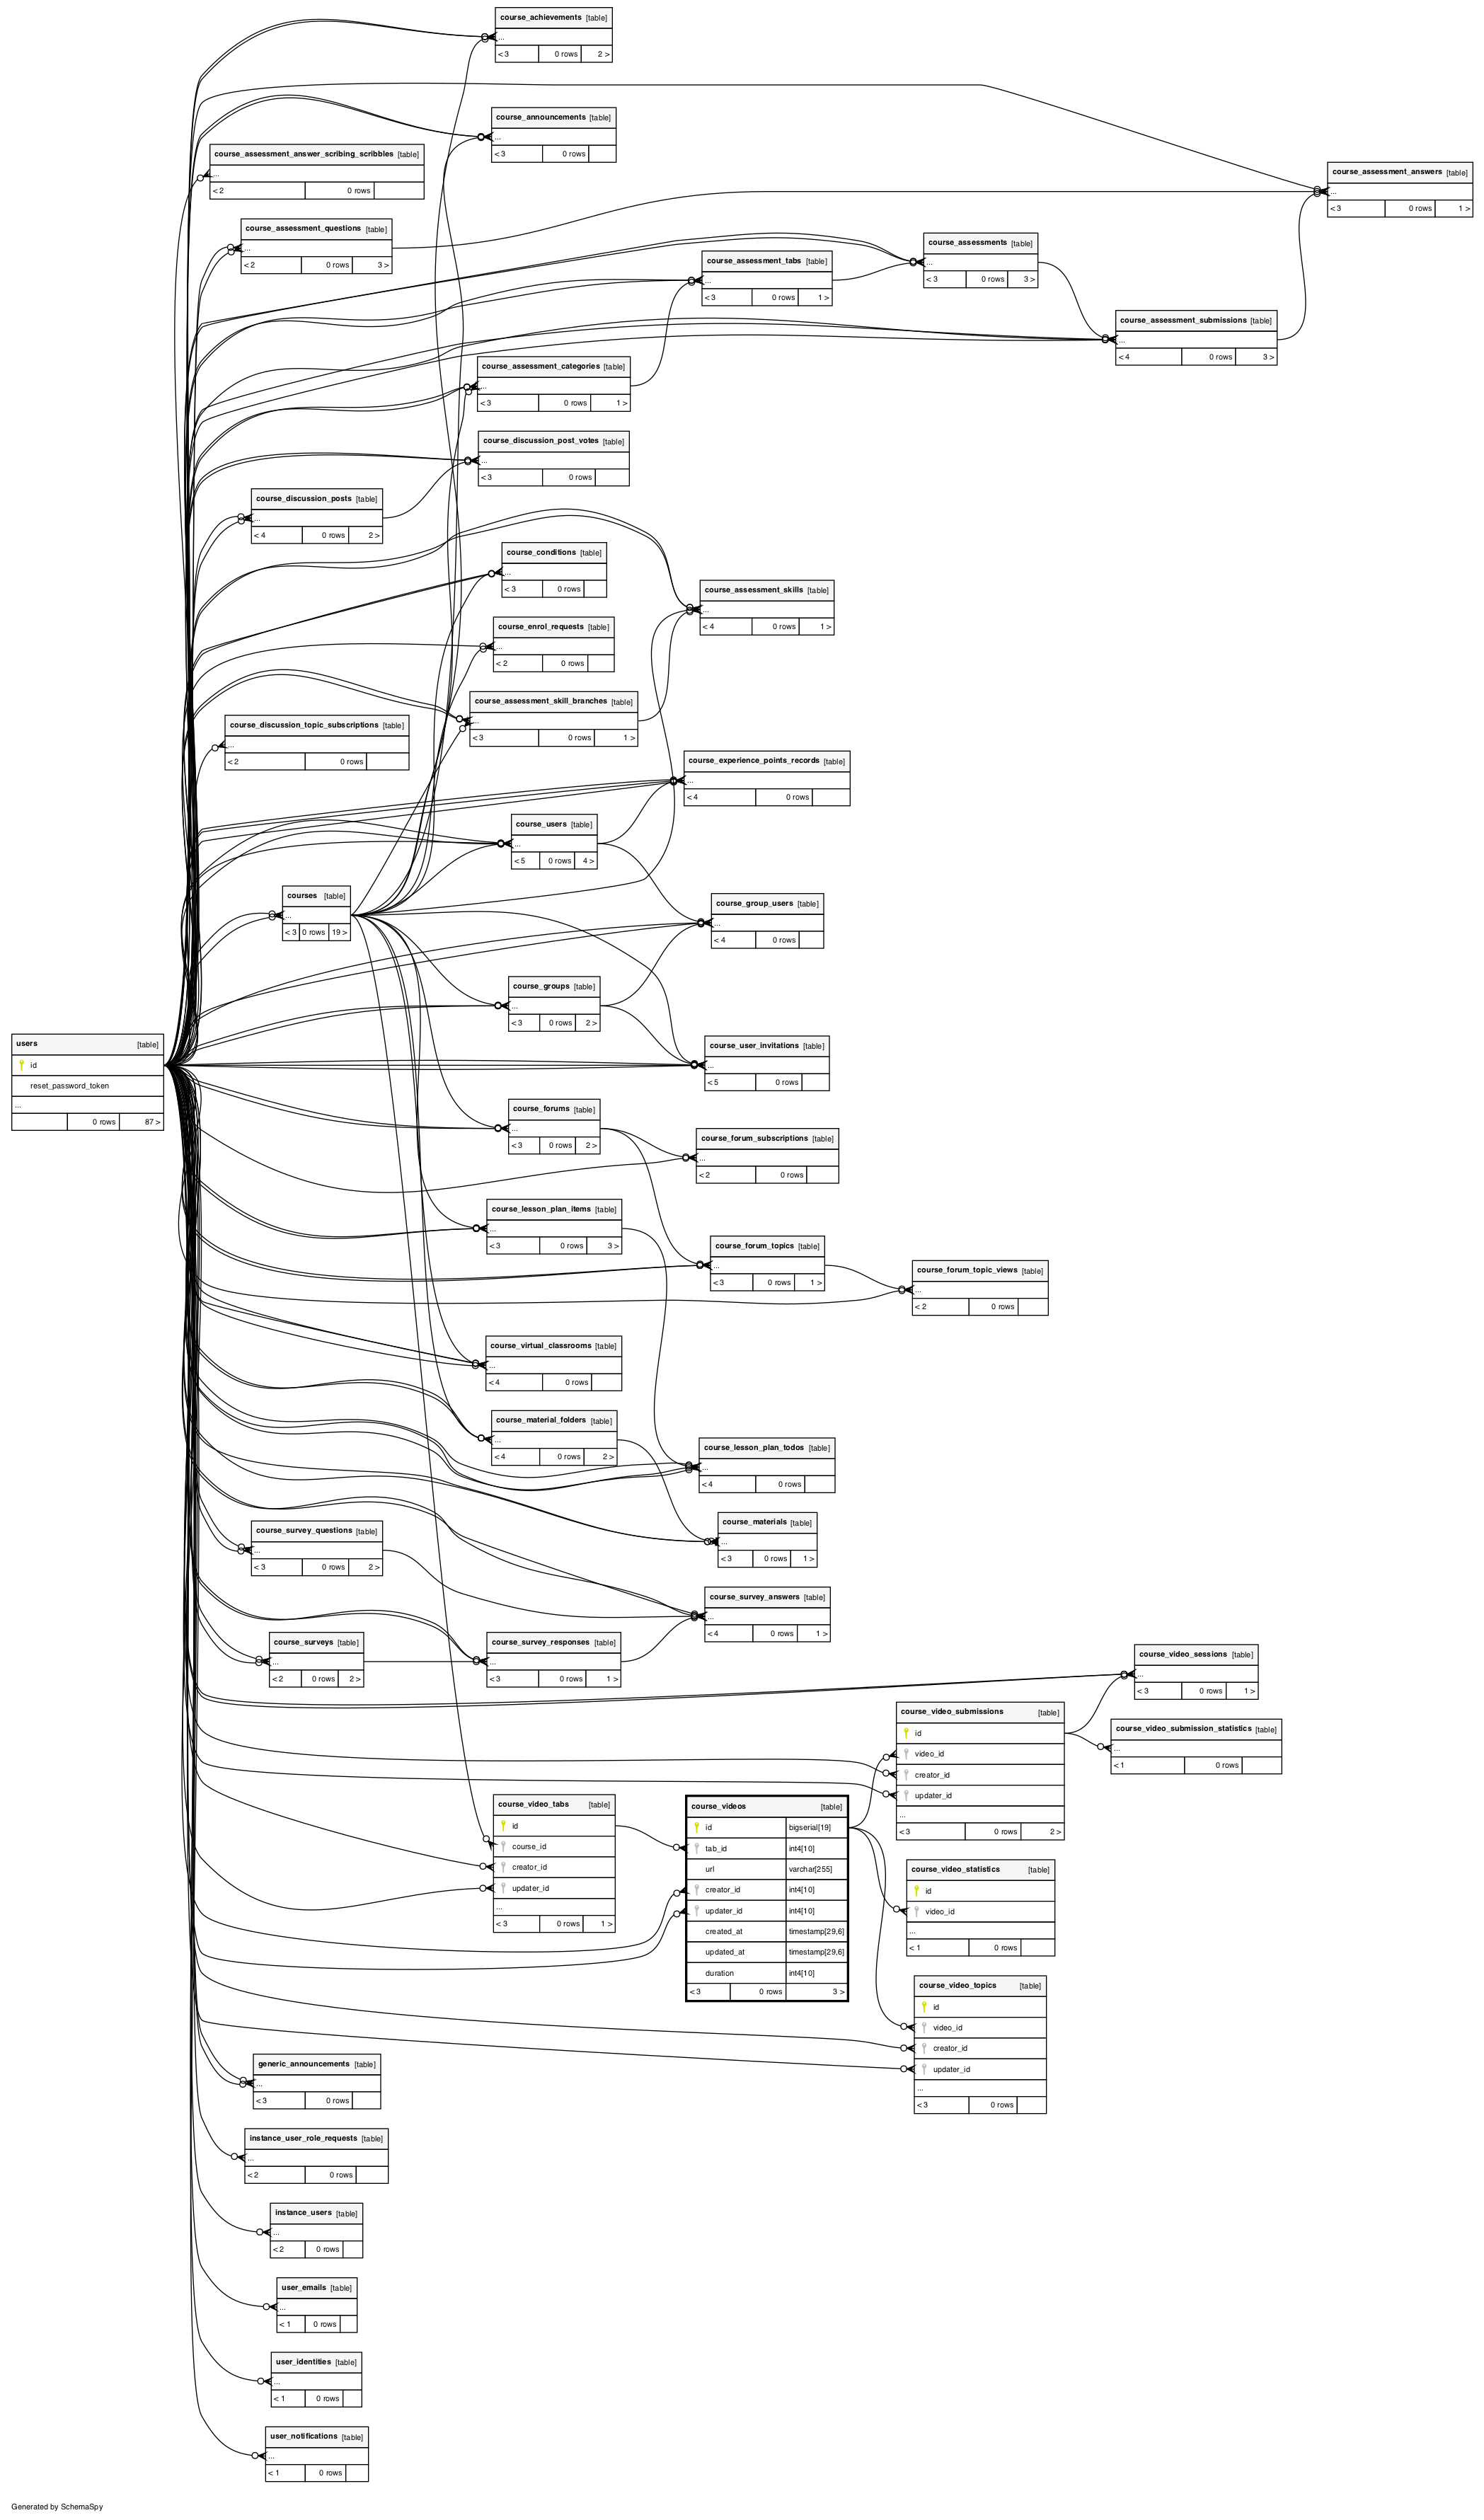 course_achievements [table]
...
< 3 0 rows 2 >
course_announcements [table]
...
< 3 0 rows
course_assessment_answer_scribing_scribbles [table]
...
< 2 0 rows
course_assessment_answers [table]
...
< 3 0 rows 1 >
course_assessment_questions [table]
...
< 2 0 rows 3 >
course_assessments [table]
...
< 3 0 rows 3 >
course_assessment_tabs [table]
...
< 3 0 rows 1 >
course_assessment_submissions [table]
...
< 4 0 rows 3 >
course_assessment_categories [table]
...
< 3 0 rows 1 >
course_discussion_post_votes [table]
...
< 3 0 rows
course_discussion_posts [table]
...
< 4 0 rows 2 >
course_conditions [table]
...
< 3 0 rows
course_assessment_skills [table]
...
< 4 0 rows 1 >
course_enrol_requests [table]
...
< 2 0 rows
course_assessment_skill_branches [table]
...
< 3 0 rows 1 >
course_discussion_topic_subscriptions [table]
...
< 2 0 rows
course_experience_points_records [table]
...
< 4 0 rows
course_users [table]
...
< 5 0 rows 4 >
courses [table]
...
< 3 0 rows 19 >
course_group_users [table]
...
< 4 0 rows
course_groups [table]
...
< 3 0 rows 2 >
users [table]
id
reset_password_token
...
0 rows 87 >
course_user_invitations [table]
...
< 5 0 rows
course_forums [table]
...
< 3 0 rows 2 >
course_forum_subscriptions [table]
...
< 2 0 rows
course_lesson_plan_items [table]
...
< 3 0 rows 3 >
course_forum_topics [table]
...
< 3 0 rows 1 >
course_forum_topic_views [table]
...
< 2 0 rows
course_virtual_classrooms [table]
...
< 4 0 rows
course_material_folders [table]
...
< 4 0 rows 2 >
course_lesson_plan_todos [table]
...
< 4 0 rows
course_materials [table]
...
< 3 0 rows 1 >
course_survey_questions [table]
...
< 3 0 rows 2 >
course_survey_answers [table]
...
< 4 0 rows 1 >
course_surveys [table]
...
< 2 0 rows 2 >
course_survey_responses [table]
...
< 3 0 rows 1 >
course_video_sessions [table]
...
< 3 0 rows 1 >
course_video_submissions [table]
id
video_id
creator_id
updater_id
...
< 3 0 rows 2 >
course_video_submission_statistics [table]
...
< 1 0 rows
course_video_tabs [table]
id
course_id
creator_id
updater_id
...
< 3 0 rows 1 >
course_videos [table]
id bigserial[19]
tab_id int4[10]
url varchar[255]
creator_id int4[10]
updater_id int4[10]
created_at timestamp[29,6]
updated_at timestamp[29,6]
duration int4[10]
< 3 0 rows 3 >
course_video_statistics [table]
id
video_id
...
< 1 0 rows
course_video_topics [table]
id
video_id
creator_id
updater_id
...
< 3 0 rows
generic_announcements [table]
...
< 3 0 rows
instance_user_role_requests [table]
...
< 2 0 rows
instance_users [table]
...
< 2 0 rows
user_emails [table]
...
< 1 0 rows
user_identities [table]
...
< 1 0 rows
user_notifications [table]
...
< 1 0 rows
Generated by SchemaSpy